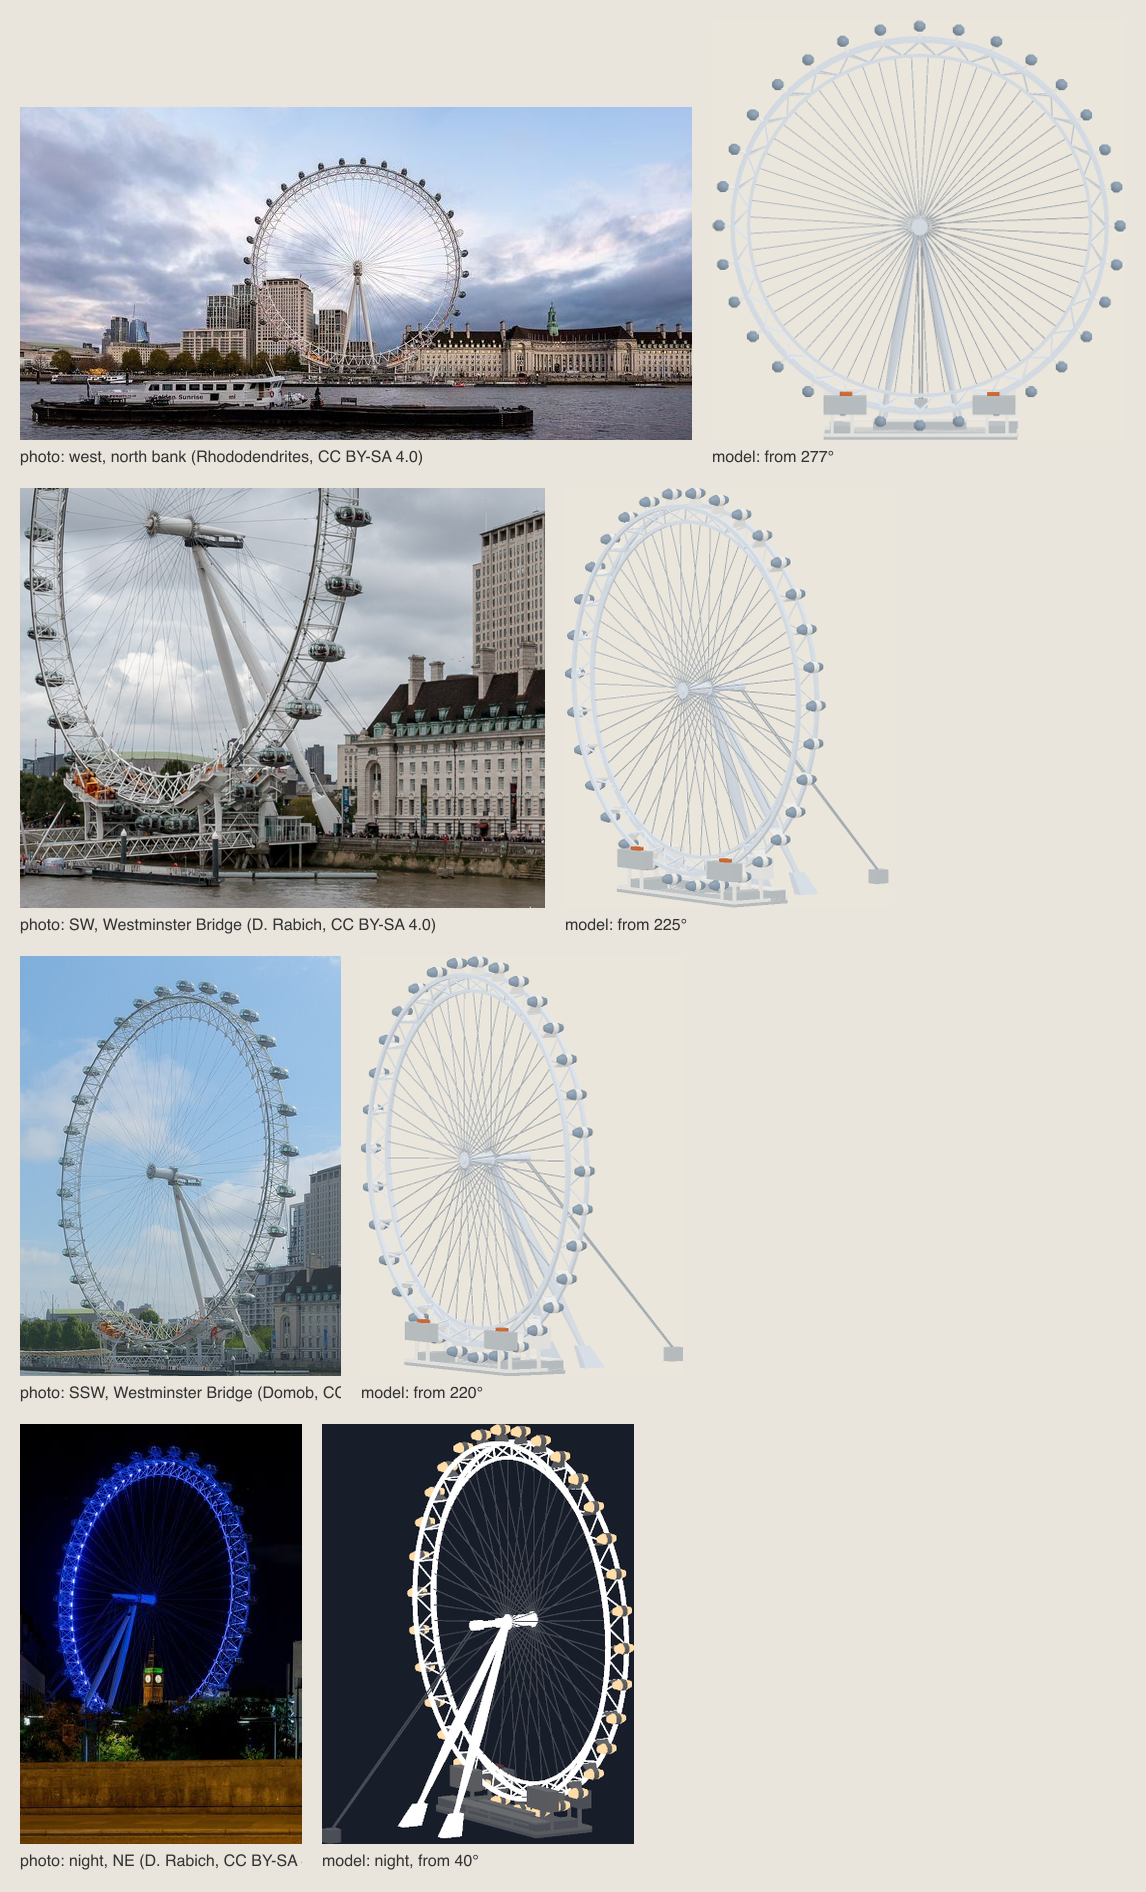 Golden Sunrise
photo: west, north bank (Rhododendrites, CC BY-SA 4.0)
model: from 277°
photo: SW, Westminster Bridge (D. Rabich, CC BY-SA 4.0)
model: from 225°
photo: SSW, Westminster Bridge (Domob, CC
model: from 220°
photo: night, NE (D. Rabich, CC BY-SA
model: night, from 40°